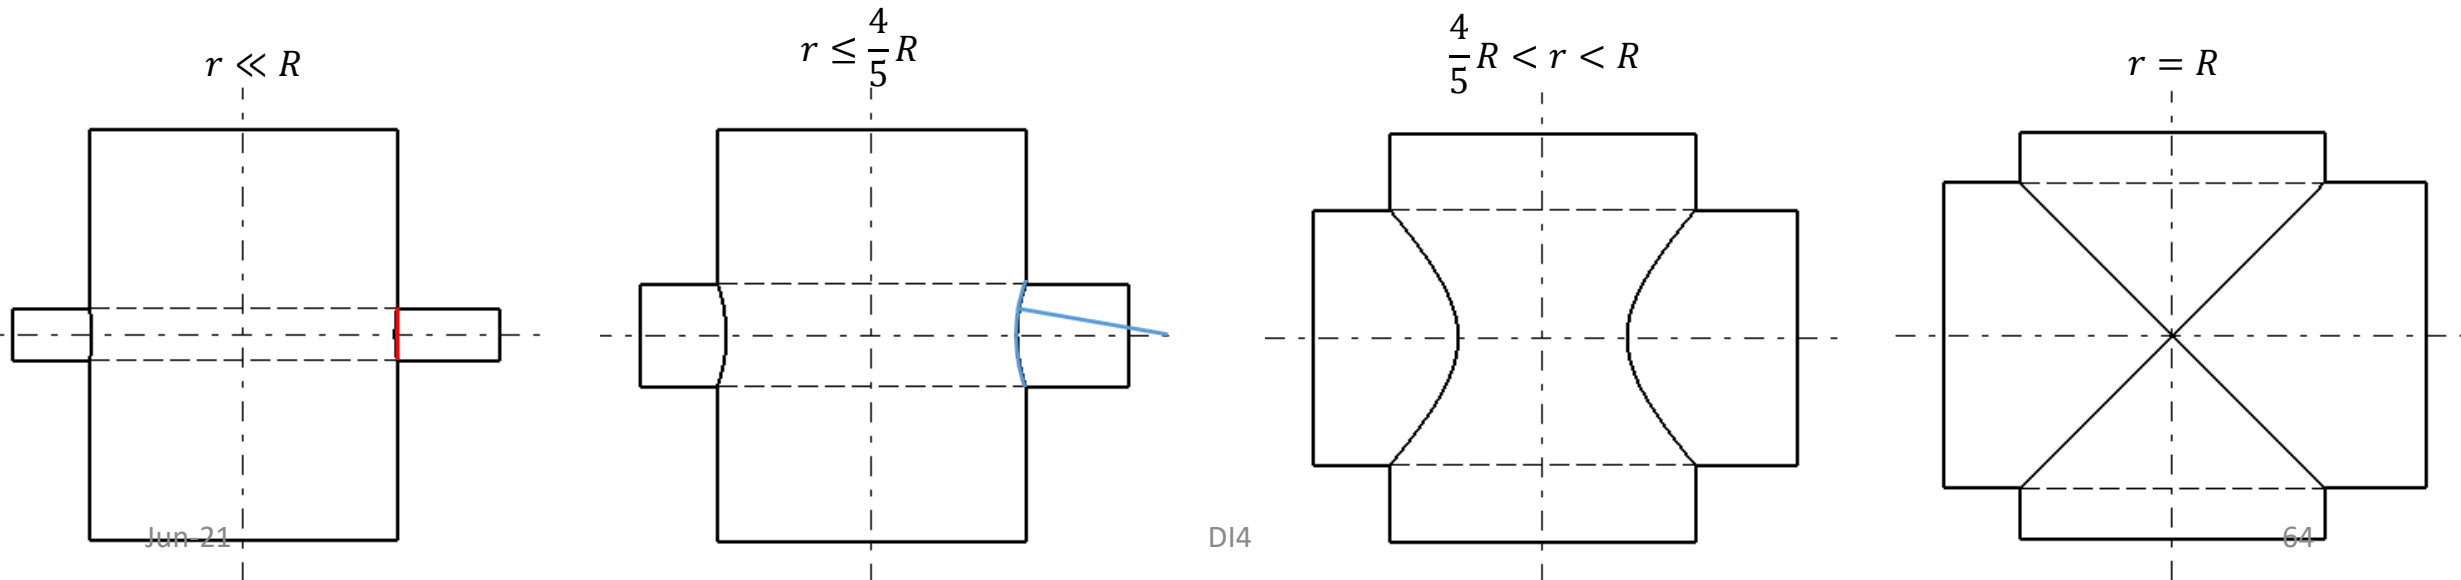 r ≪ R
r ≤ 4/5 R
4/5 R < r < R
r = R
Jun-21
DI4
64